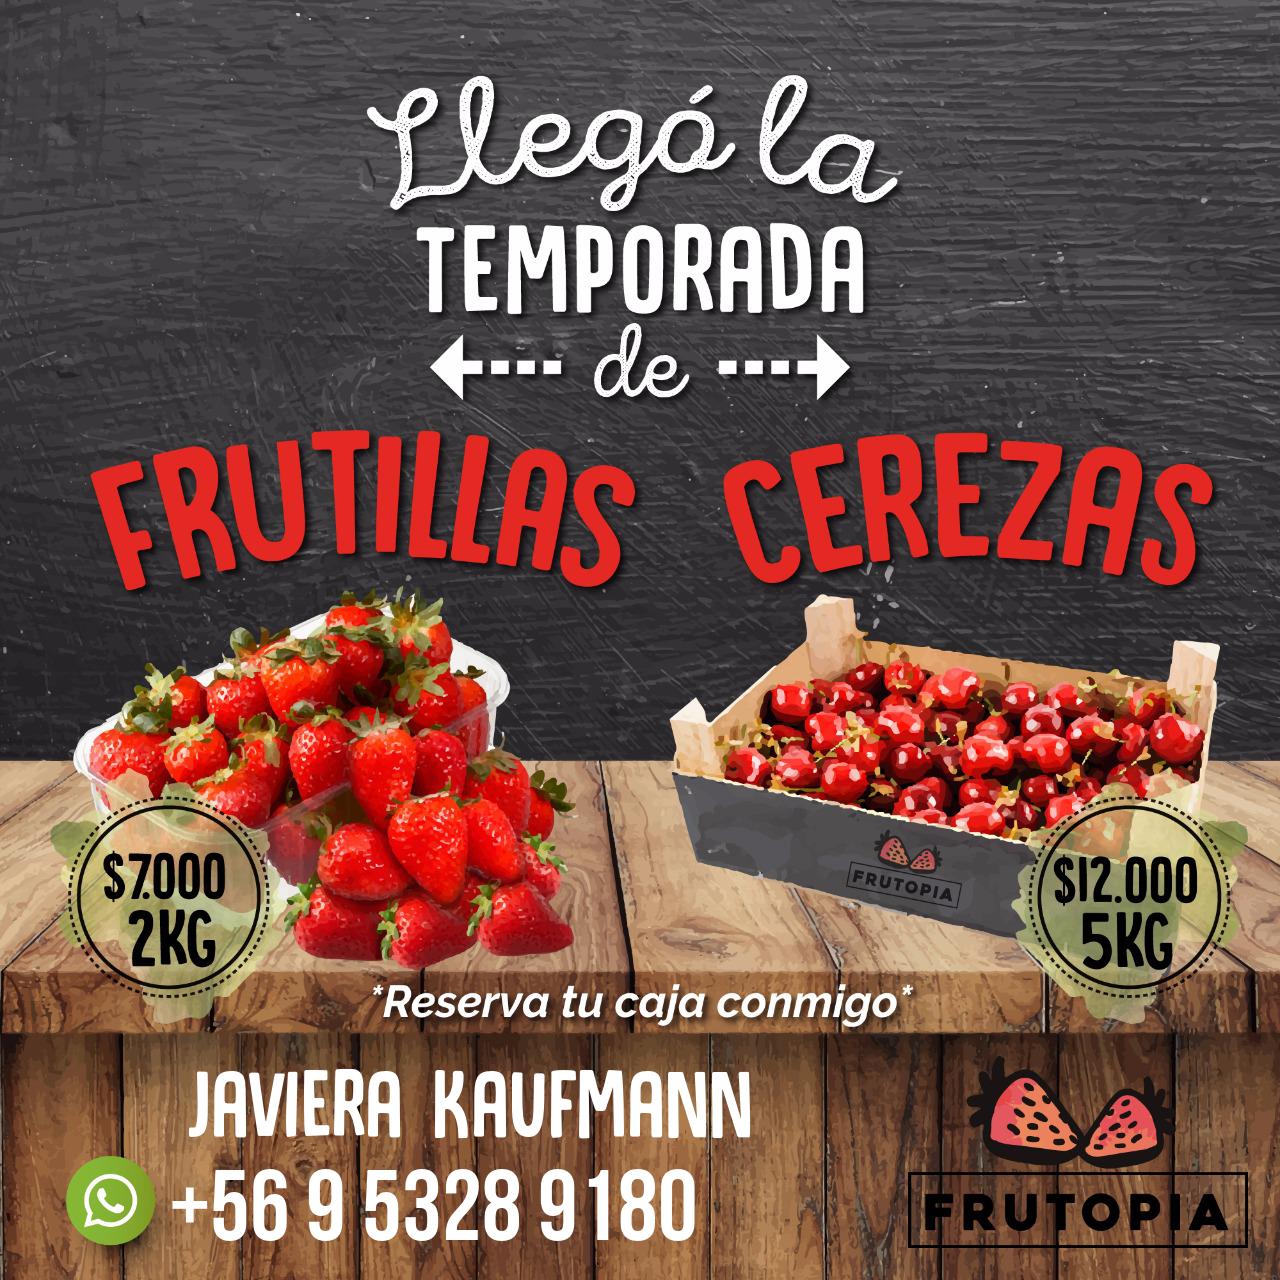 Llegó la
TEMPORADA
de
FRUTILLAS CEREZAS
FRUTOPIA
$7.000
2KG
$12.000
5KG
*Reserva tu caja conmigo*
JAVIERA KAUFMANN
+56 9 5328 9180
FRUTOPIA